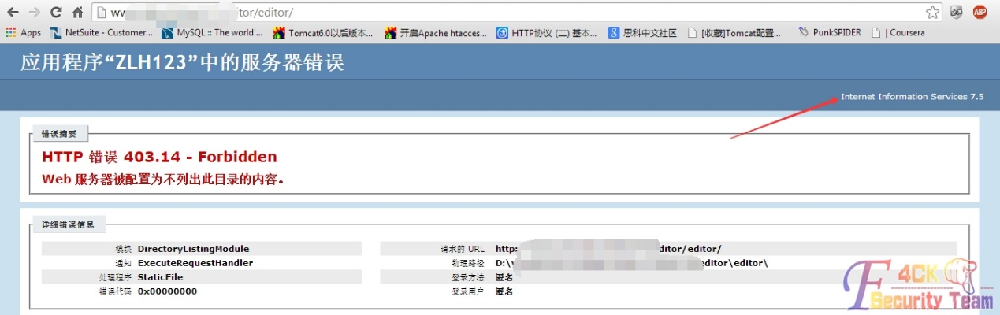 itor/editor/
Apps NetSuite - Customer... MySQL :: The world'... Tomcat6.0以后版本... 开启Apache htacces... HTTP协议 (二) 基本... 思科中文社区 [收藏]Tomcat配置... PunkSPIDER | Coursera
应用程序“ZLH123”中的服务器错误
Internet Information Services 7.5
错误摘要
HTTP 错误 403.14 - Forbidden
Web 服务器被配置为不列出此目录的内容。
详细错误信息
模块 DirectoryListingModule
通知 ExecuteRequestHandler
处理程序 StaticFile
错误代码 0x00000000
请求的 URL http: ditor/editor/
物理路径 D:\ editor\editor\
登录方法 匿名
登录用户 匿名
F4CK
Security Team